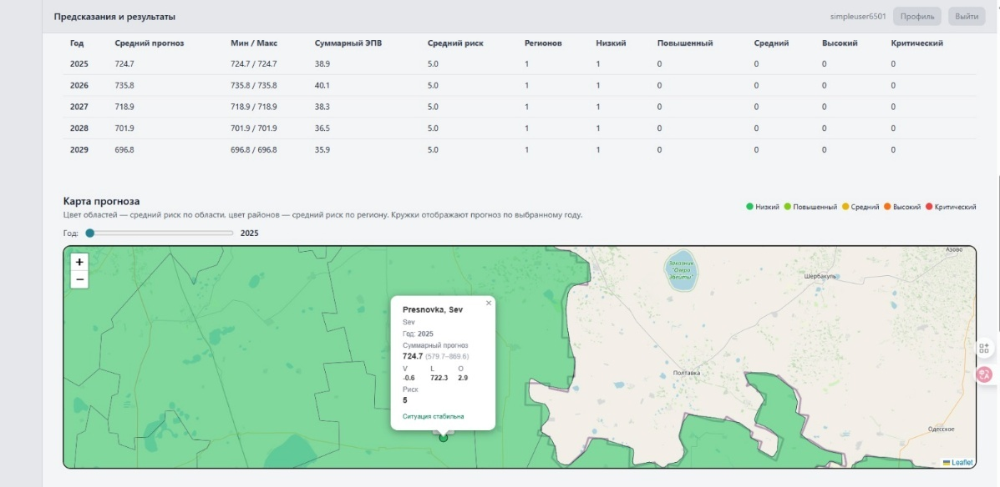 Предсказания и результаты
simpleuser6501 Профиль Выйти
Год Средний прогноз Мин / Макс Суммарный ЭПВ Средний риск Регионов Низкий Повышенный Средний Высокий Критический
2025 724.7 724.7 / 724.7 38.9 5.0 1 1 0 0 0 0
2026 735.8 735.8 / 735.8 40.1 5.0 1 1 0 0 0 0
2027 718.9 718.9 / 718.9 38.3 5.0 1 1 0 0 0 0
2028 701.9 701.9 / 701.9 36.5 5.0 1 1 0 0 0 0
2029 696.8 696.8 / 696.8 35.9 5.0 1 1 0 0 0 0
Карта прогноза
Цвет областей — средний риск по области, цвет районов — средний риск по региону. Кружки отображают прогноз по выбранному году.
Низкий Повышенный Средний Высокий Критический
Год: 2025
+
−
Presnovka, Sev
Sev
Год: 2025
Суммарный прогноз
724.7 (579.7–869.6)
V L O
-0.6 722.3 2.9
Риск
5
Ситуация стабильна
Азово
Заказник
"Озеро
Эбейты"
Шербакуль
Полтавка
Одесское
Leaflet